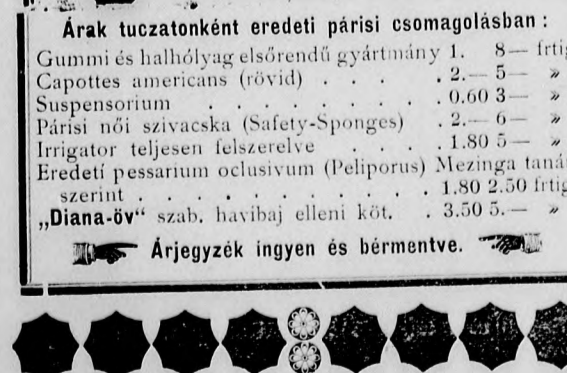 Árak tuczatonként eredeti párisi csomagolásban :
Gummi és halhólyag elsőrendű gyártmány 1. 8— frtig
Capottes americans (rövid) . . . . 2.— 5— »
Suspensorium . . . . . . . . 0.60 3— »
Párisi női szivacska (Safety-Sponges) . 2.— 6— »
Irrigator teljesen felszerelve . . . . 1.80 5— »
Eredeti pessarium oclusivum (Peliporus) Mezinga taná
szerint . . . . . . . . . 1.80 2.50 frtig
„Diana-öv“ szab. havibaj elleni köt. . 3.50 5.— »
Árjegyzék ingyen és bérmentve.